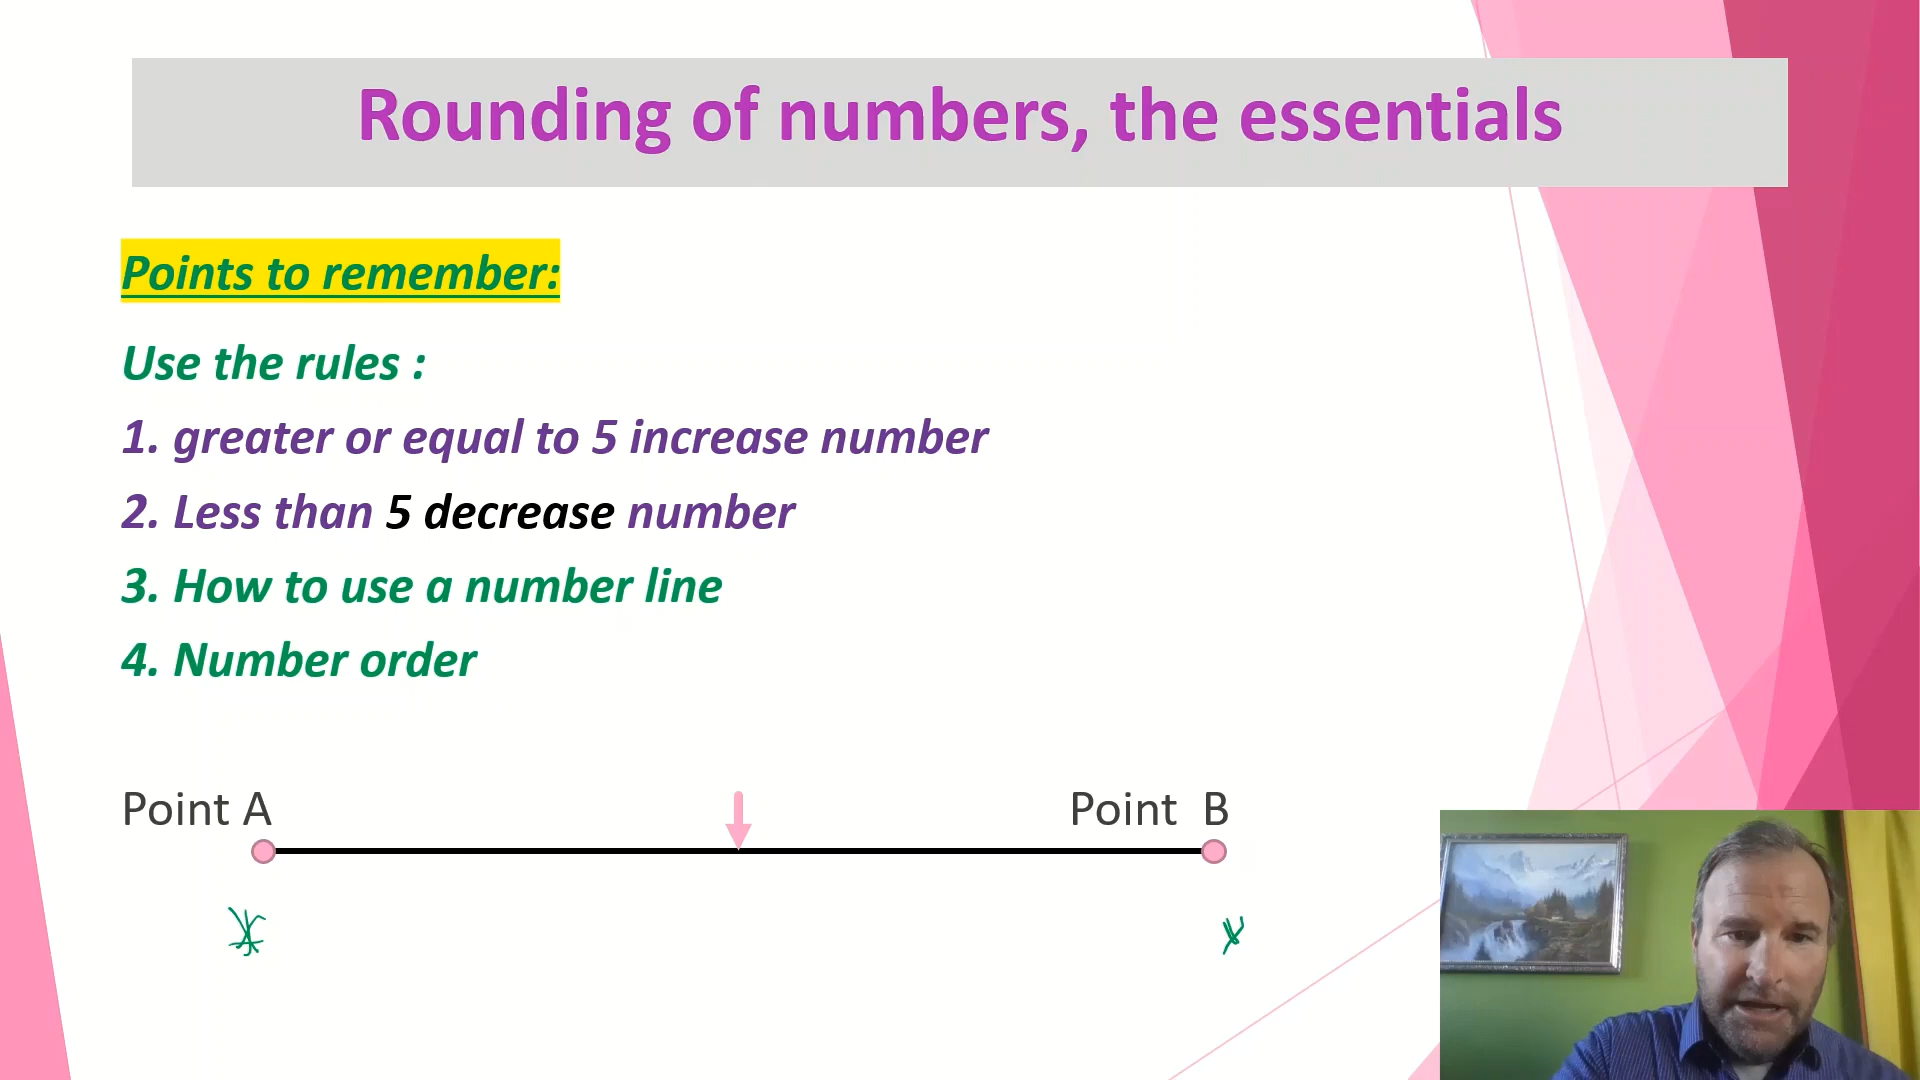 Rounding of numbers, the essentials
Points to remember:
Use the rules :
1. greater or equal to 5 increase number
2. Less than 5 decrease number
3. How to use a number line
4. Number order
Point A
Point B